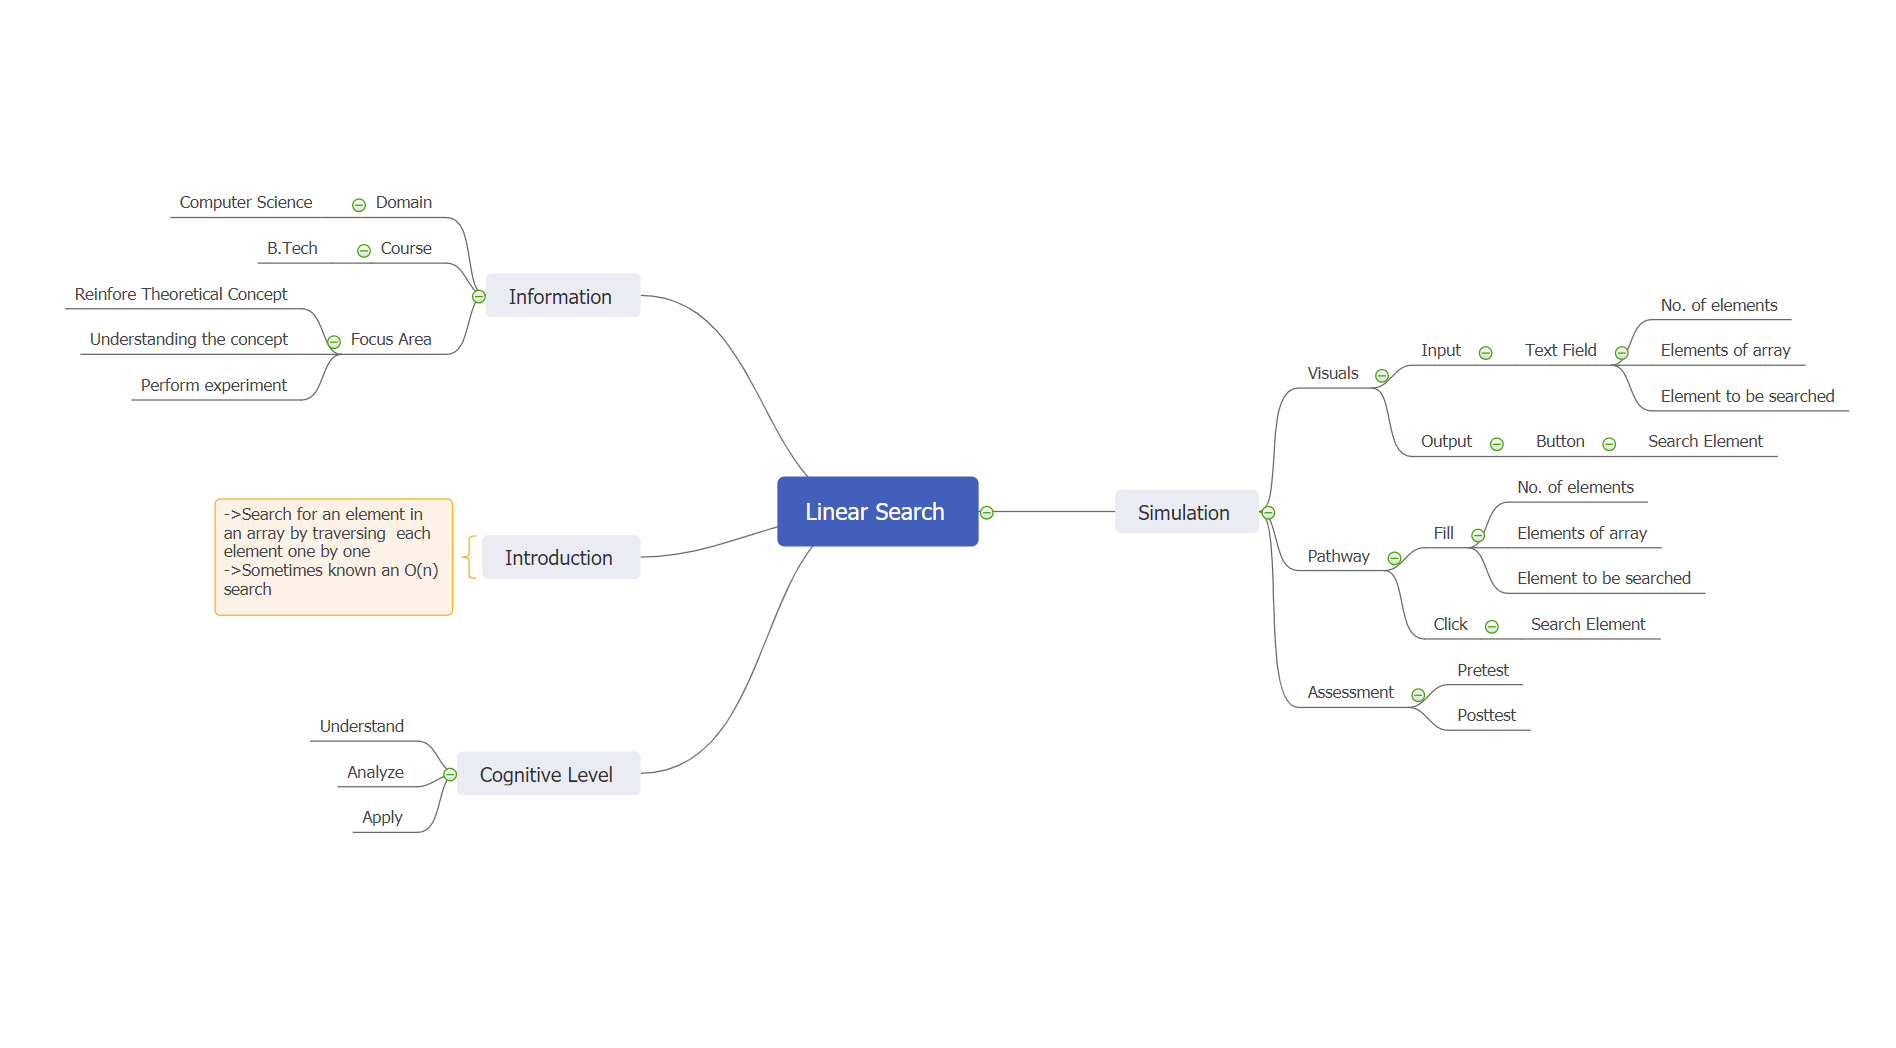 Linear Search
Information
Domain
Computer Science
Course
B.Tech
Focus Area
Reinfore Theoretical Concept
Understanding the concept
Perform experiment
Introduction
->Search for an element in
an array by traversing  each
element one by one
->Sometimes known an O(n)
search
Cognitive Level
Understand
Analyze
Apply
Simulation
Visuals
Input
Text Field
No. of elements
Elements of array
Element to be searched
Output
Button
Search Element
Pathway
Fill
No. of elements
Elements of array
Element to be searched
Click
Search Element
Assessment
Pretest
Posttest